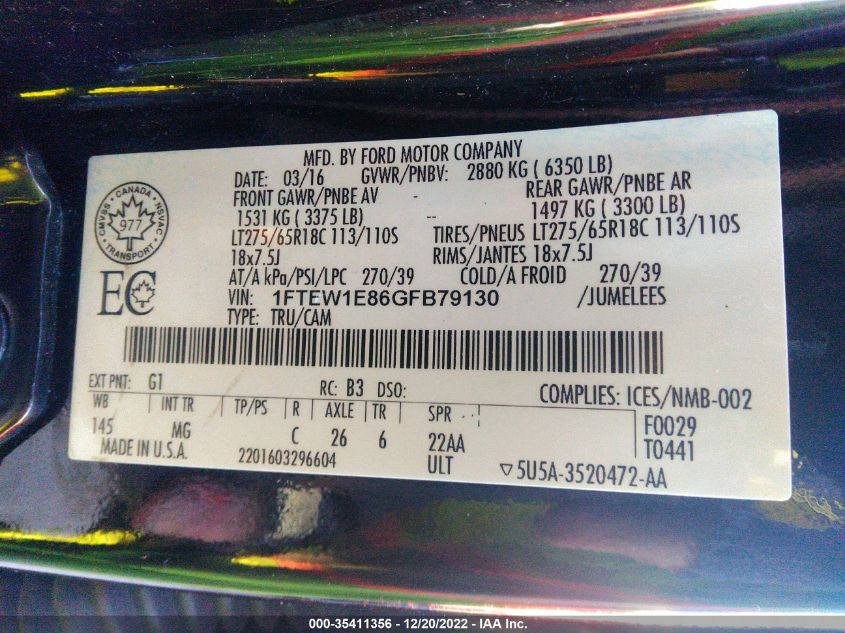 MFD. BY FORD MOTOR COMPANY
DATE: 03/16 GVWR/PNBV: 2880 KG ( 6350 LB)
FRONT GAWR/PNBE AV REAR GAWR/PNBE AR
1531 KG ( 3375 LB) -- 1497 KG ( 3300 LB)
LT275/65R18C 113/110S TIRES/PNEUS LT275/65R18C 113/110S
18x7.5J RIMS/JANTES 18x7.5J
AT/A kPa/PSI/LPC 270/39 COLD/A FROID 270/39
VIN: 1FTEW1E86GFB79130 /JUMELEES
TYPE: TRU/CAM
CANADA
CMVSS NSVAC
977
TRANSPORT
EC
EXT PNT: G1 RC: B3 DSO: COMPLIES: ICES/NMB-002
WB INT TR TP/PS R AXLE TR SPR F0029
145 MG C 26 6 22AA T0441
MADE IN U.S.A. 2201603296604 ULT ▽5U5A-3520472-AA
000-35411356 - 12/20/2022 - IAA Inc.